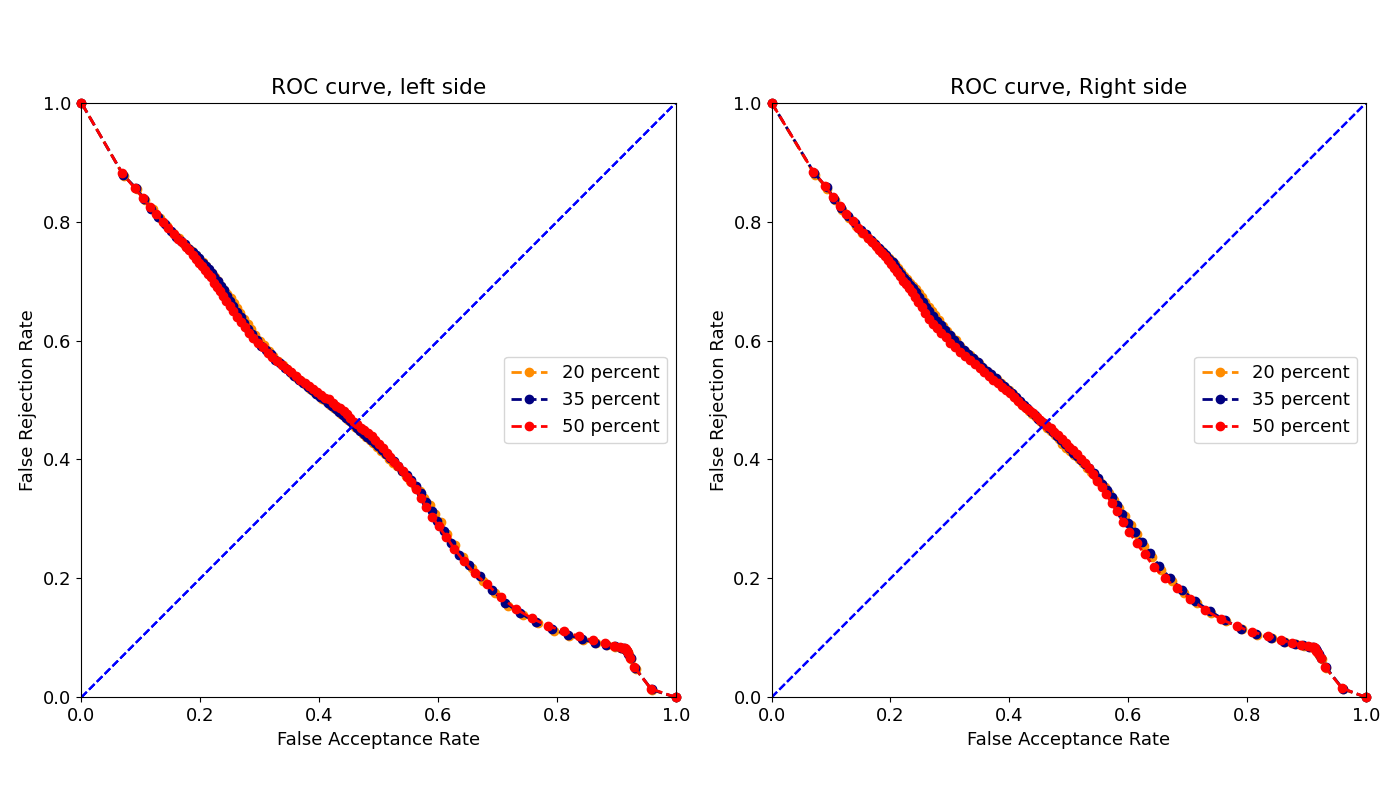 ROC curve, left side
1.0
0.8
0.6
0.4
0.2
0.0
False Rejection Rate
20 percent
35 percent
50 percent
0.0 0.2 0.4 0.6 0.8 1.0
False Acceptance Rate
ROC curve, Right side
1.0
0.8
0.6
0.4
0.2
0.0
False Rejection Rate
20 percent
35 percent
50 percent
0.0 0.2 0.4 0.6 0.8 1.0
False Acceptance Rate